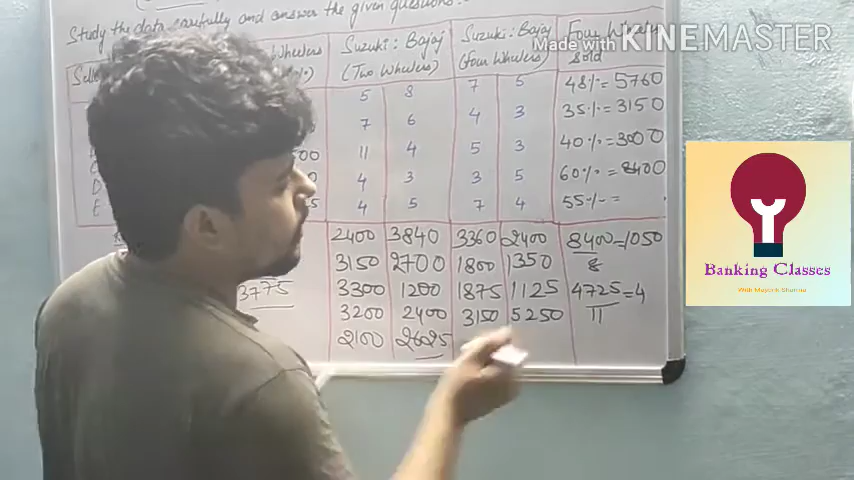 Study the data carefully and answer the given questions.
Made with KINEMASTER
Wheelers Suzuki : Bajaj Suzuki : Bajaj Four Wheelers
(Two Wheelers) (Four Wheelers) Sold
5 8 7 5 48%=5760
7 6 4 3 35%=3150
11 4 5 3 40%=3000
D 4 3 3 5 60%=8400
E 4 5 7 4 55%=
2400 3840 3360 2400 8400=1050
8
3150 2700 1800 1350
3775 3300 1200 1875 1125 4725=4
11
3200 2400 3150 5250
2100 2625
Banking Classes
With Mayank Sharma